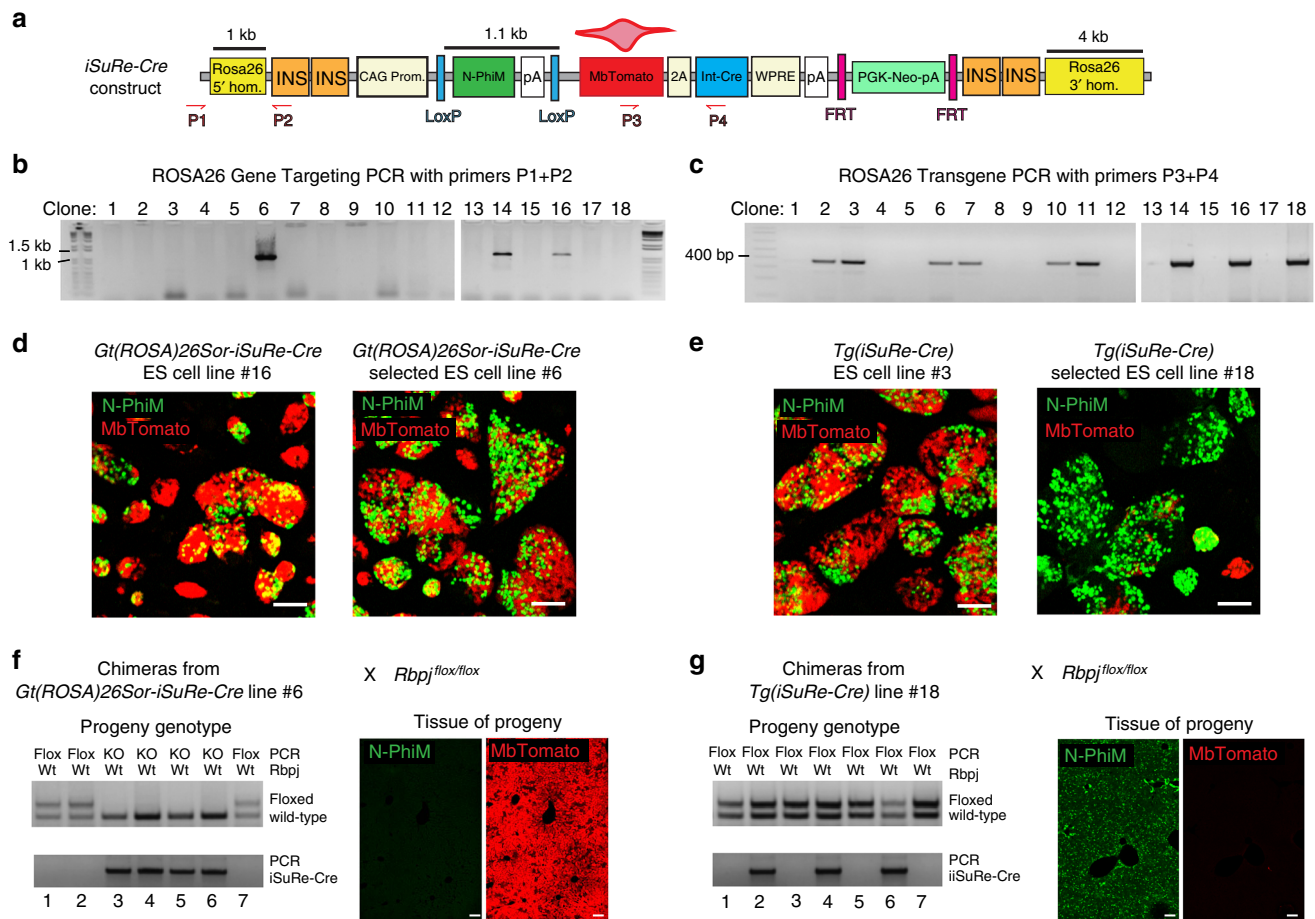 a
1 kb
1.1 kb
4 kb
iSuRe-Cre
construct
Rosa26
5′ hom.
INS
INS
CAG Prom.
N-PhiM
pA
MbTomato
2A
Int-Cre
WPRE
pA
PGK-Neo-pA
INS
INS
Rosa26
3′ hom.
P1
P2
LoxP
LoxP
P3
P4
FRT
FRT
b
ROSA26 Gene Targeting PCR with primers P1+P2
Clone: 1 2 3 4 5 6 7 8 9 10 11 12 13 14 15 16 17 18
1.5 kb
1 kb
c
ROSA26 Transgene PCR with primers P3+P4
Clone: 1 2 3 4 5 6 7 8 9 10 11 12 13 14 15 16 17 18
400 bp
d
Gt(ROSA)26Sor-iSuRe-Cre
ES cell line #16
N-PhiM
MbTomato
Gt(ROSA)26Sor-iSuRe-Cre
selected ES cell line #6
N-PhiM
MbTomato
e
Tg(iSuRe-Cre)
ES cell line #3
N-PhiM
MbTomato
Tg(iSuRe-Cre)
selected ES cell line #18
N-PhiM
MbTomato
f
Chimeras from
Gt(ROSA)26Sor-iSuRe-Cre line #6
X Rbpj flox/flox
Progeny genotype
Flox Flox KO KO KO KO Flox PCR
Wt Wt Wt Wt Wt Wt Wt Rbpj
Floxed
wild-type
PCR
iSuRe-Cre
1 2 3 4 5 6 7
Tissue of progeny
N-PhiM
MbTomato
g
Chimeras from
Tg(iSuRe-Cre) line #18
X Rbpj flox/flox
Progeny genotype
Flox Flox Flox Flox Flox Flox Flox PCR
Wt Wt Wt Wt Wt Wt Wt Rbpj
Floxed
wild-type
PCR
iiSuRe-Cre
1 2 3 4 5 6 7
Tissue of progeny
N-PhiM
MbTomato